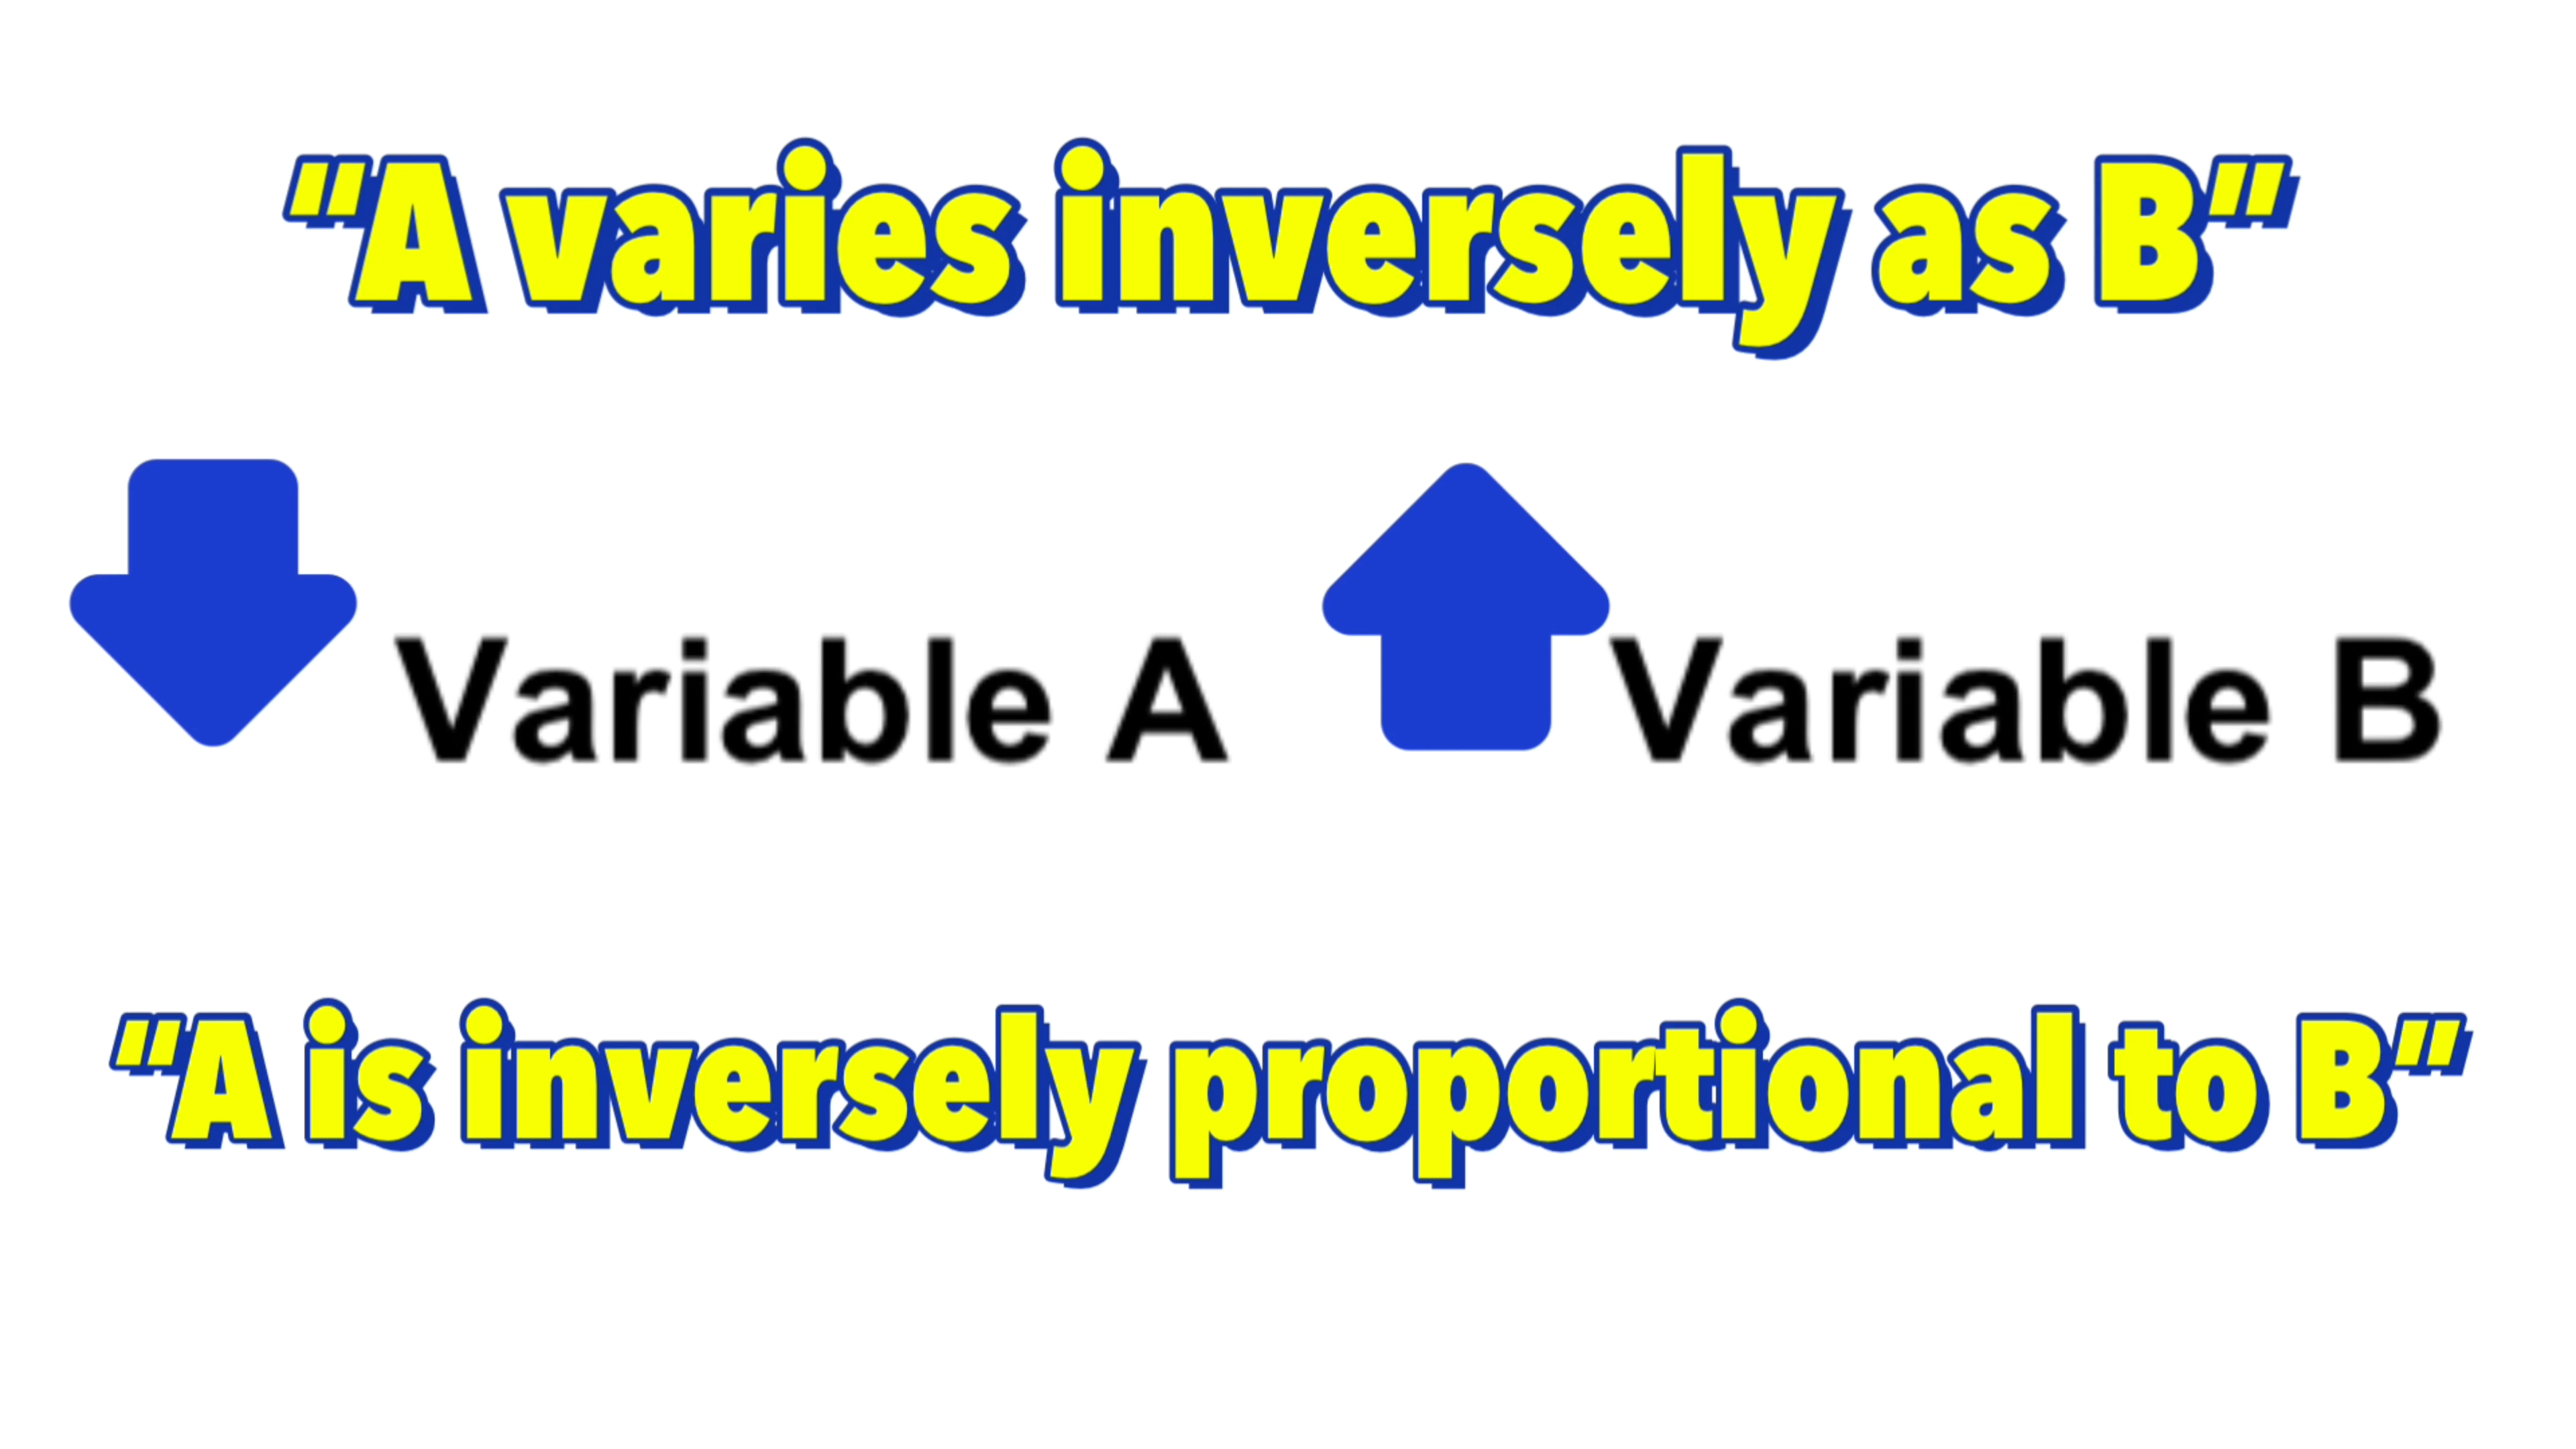 "A varies inversely as B"
Variable A Variable B
"A is inversely proportional to B"